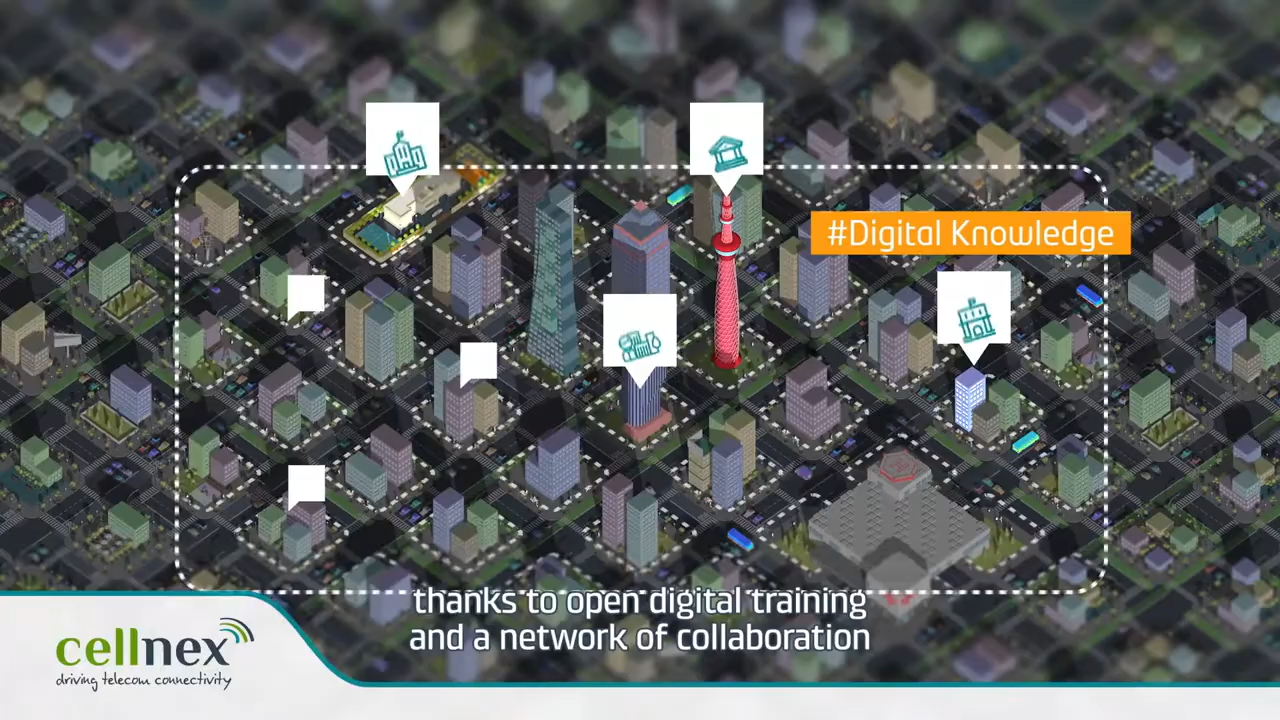 #Digital Knowledge
thanks to open digital training
and a network of collaboration
cellnex
driving telecom connectivity